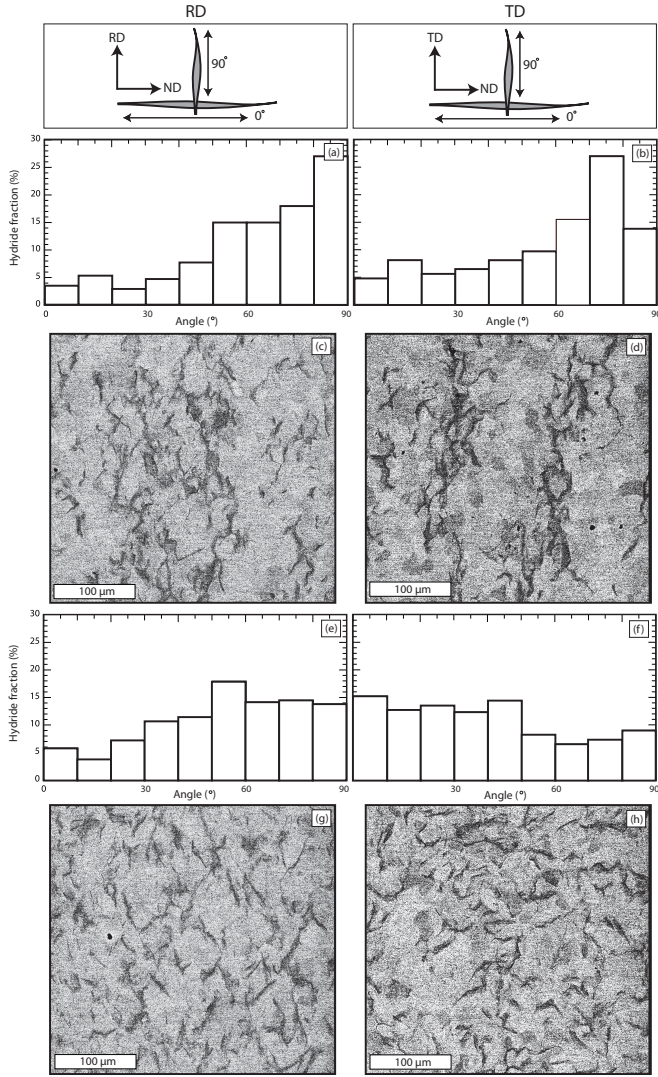 RD TD
RD
90°
ND
0°
TD
90°
ND
0°
30
25
20
15
10
5
0
Hydride fraction (%)
(a)
(b)
0 30 60 90
Angle (°)
30 60 90
Angle (°)
(c)
100 µm
(d)
100 µm
30
25
20
15
10
5
0
Hydride fraction (%)
(e)
(f)
0 30 60 90
Angle (°)
30 60 90
Angle (°)
(g)
100 µm
(h)
100 µm